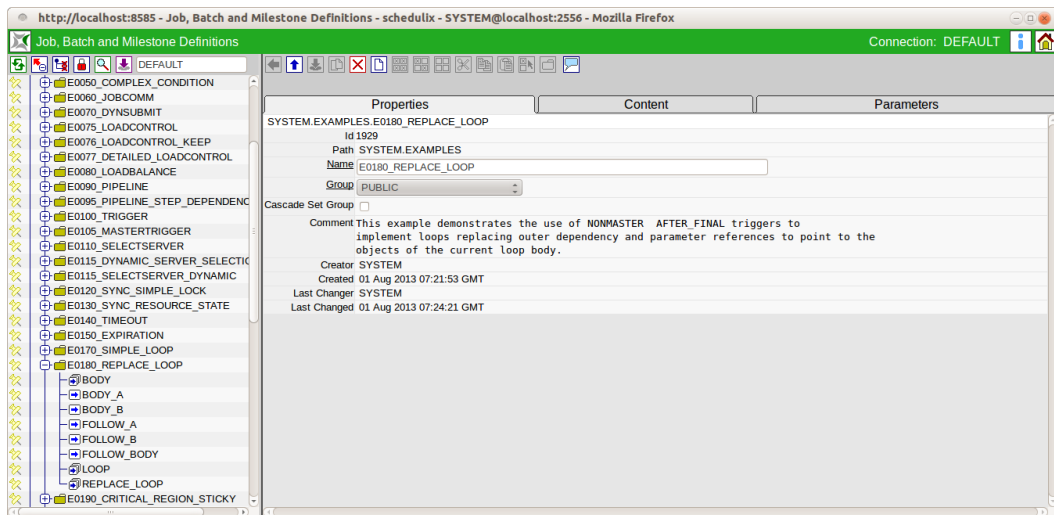 http://localhost:8585 - Job, Batch and Milestone Definitions - schedulix - SYSTEM@localhost:2556 - Mozilla Firefox
Job, Batch and Milestone Definitions
Connection: DEFAULT
DEFAULT
E0050_COMPLEX_CONDITION
E0060_JOBCOMM
E0070_DYNSUBMIT
E0075_LOADCONTROL
E0076_LOADCONTROL_KEEP
E0077_DETAILED_LOADCONTROL
E0080_LOADBALANCE
E0090_PIPELINE
E0095_PIPELINE_STEP_DEPENDENC
E0100_TRIGGER
E0105_MASTERTRIGGER
E0110_SELECTSERVER
E0115_DYNAMIC_SERVER_SELECTIO
E0115_SELECTSERVER_DYNAMIC
E0120_SYNC_SIMPLE_LOCK
E0130_SYNC_RESOURCE_STATE
E0140_TIMEOUT
E0150_EXPIRATION
E0170_SIMPLE_LOOP
E0180_REPLACE_LOOP
BODY
BODY_A
BODY_B
FOLLOW_A
FOLLOW_B
FOLLOW_BODY
LOOP
REPLACE_LOOP
E0190_CRITICAL_REGION_STICKY
Properties
Content
Parameters
SYSTEM.EXAMPLES.E0180_REPLACE_LOOP
Id 1929
Path SYSTEM.EXAMPLES
Name E0180_REPLACE_LOOP
Group PUBLIC
Cascade Set Group
Comment This example demonstrates the use of NONMASTER AFTER_FINAL triggers to
implement loops replacing outer dependency and parameter references to point to the
objects of the current loop body.
Creator SYSTEM
Created 01 Aug 2013 07:21:53 GMT
Last Changer SYSTEM
Last Changed 01 Aug 2013 07:24:21 GMT